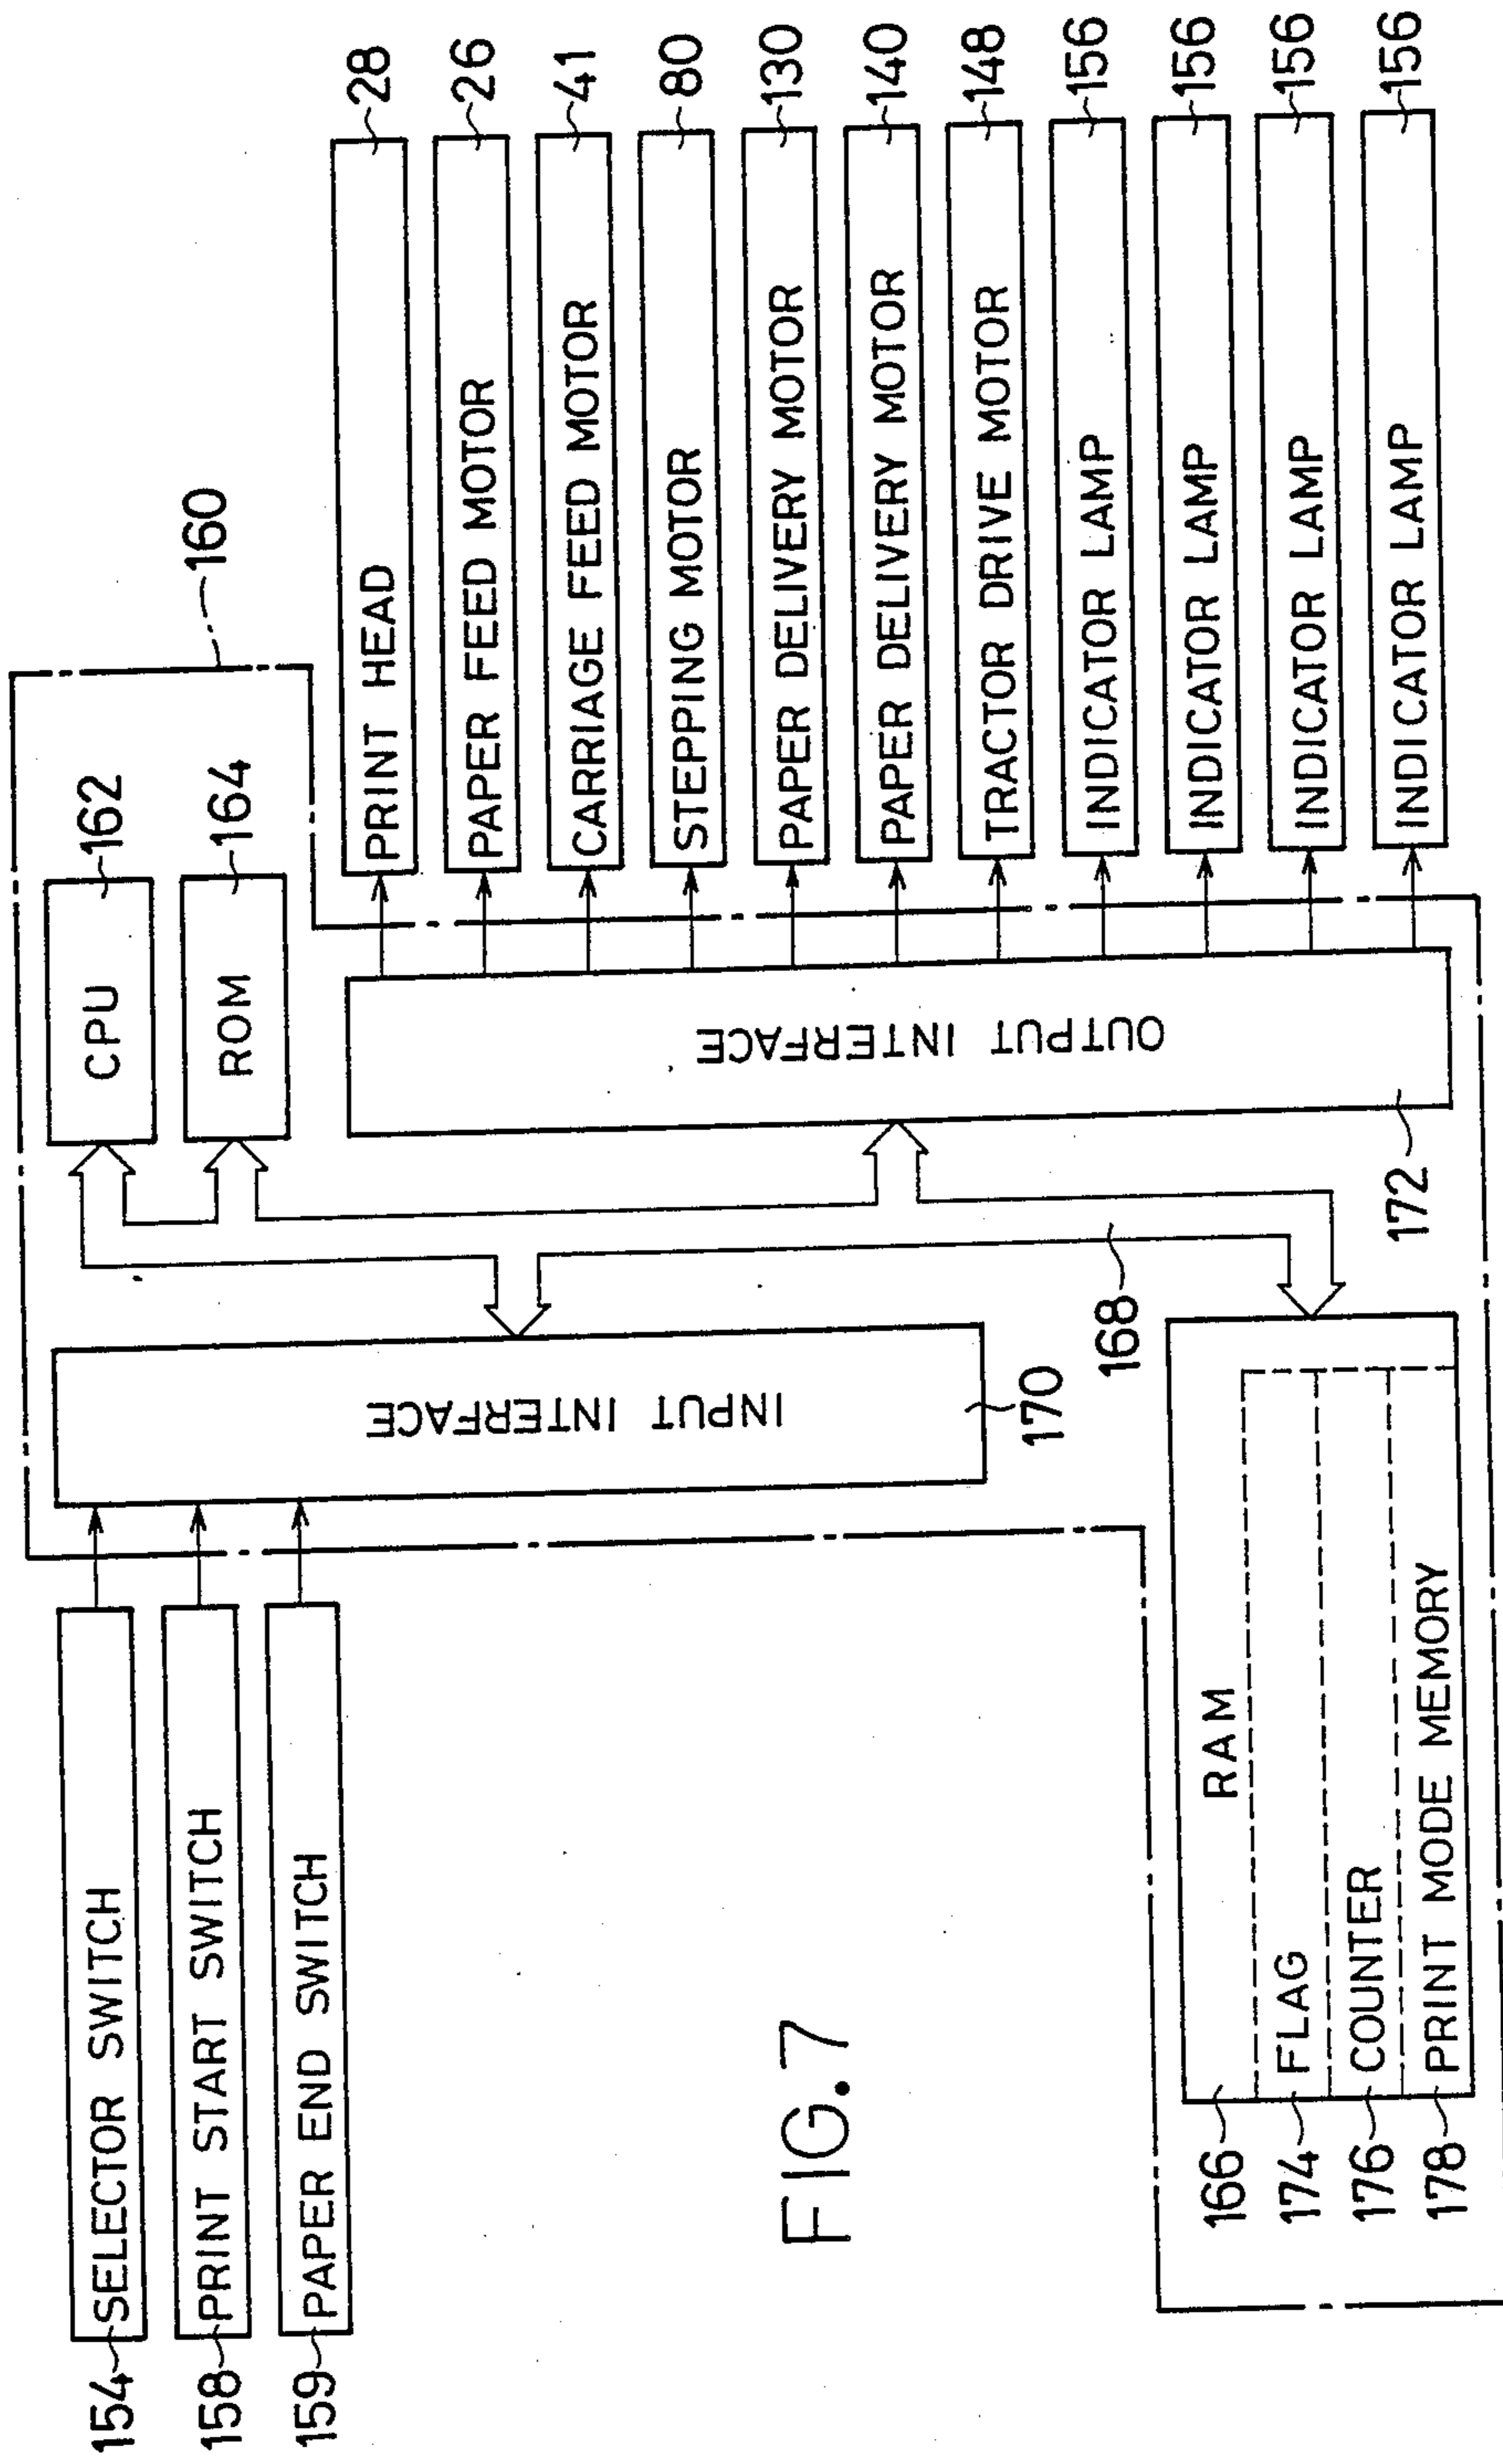 160
154 SELECTOR SWITCH
158 PRINT START SWITCH
159 PAPER END SWITCH
INPUT INTERFACE
170
CPU 162
ROM 164
168
OUTPUT INTERFACE
172
PRINT HEAD 28
PAPER FEED MOTOR 26
CARRIAGE FEED MOTOR 41
STEPPING MOTOR 80
PAPER DELIVERY MOTOR 130
PAPER DELIVERY MOTOR 140
TRACTOR DRIVE MOTOR 148
INDICATOR LAMP 156
INDICATOR LAMP 156
INDICATOR LAMP 156
INDICATOR LAMP 156
166 RAM
174 FLAG
176 COUNTER
178 PRINT MODE MEMORY
FIG.7